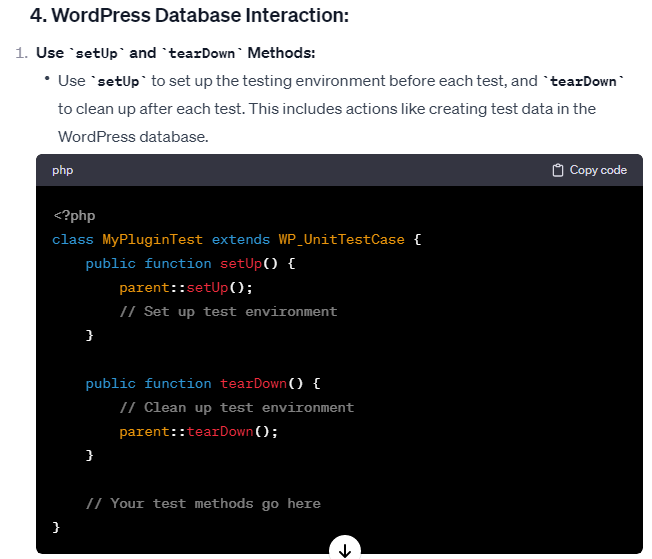 4. WordPress Database Interaction:
1. Use `setUp` and `tearDown` Methods:
• Use `setUp` to set up the testing environment before each test, and `tearDown`
to clean up after each test. This includes actions like creating test data in the
WordPress database.
php Copy code
<?php
class MyPluginTest extends WP_UnitTestCase {
    public function setUp() {
        parent::setUp();
        // Set up test environment
    }
    public function tearDown() {
        // Clean up test environment
        parent::tearDown();
    }
    // Your test methods go here
}